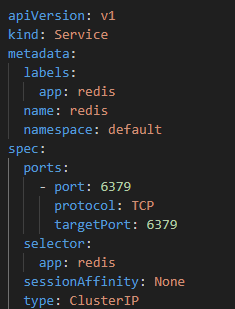 apiVersion: v1
kind: Service
metadata:
  labels:
    app: redis
  name: redis
  namespace: default
spec:
  ports:
    - port: 6379
      protocol: TCP
      targetPort: 6379
  selector:
    app: redis
  sessionAffinity: None
  type: ClusterIP